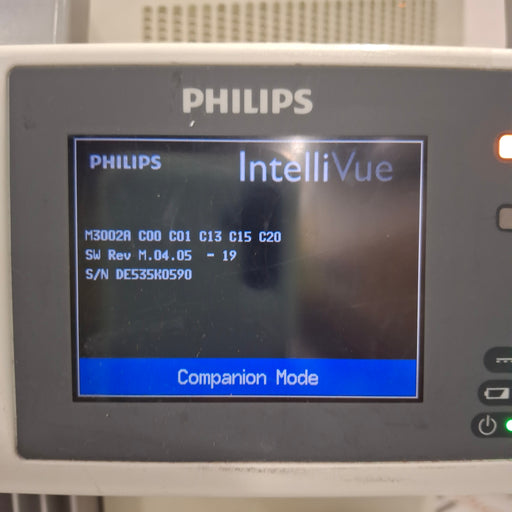 PHILIPS
PHILIPS
IntelliVue
M3002A C00 C01 C13 C15 C20
SW Rev M.04.05 - 19
S/N DE535K0590
Companion Mode